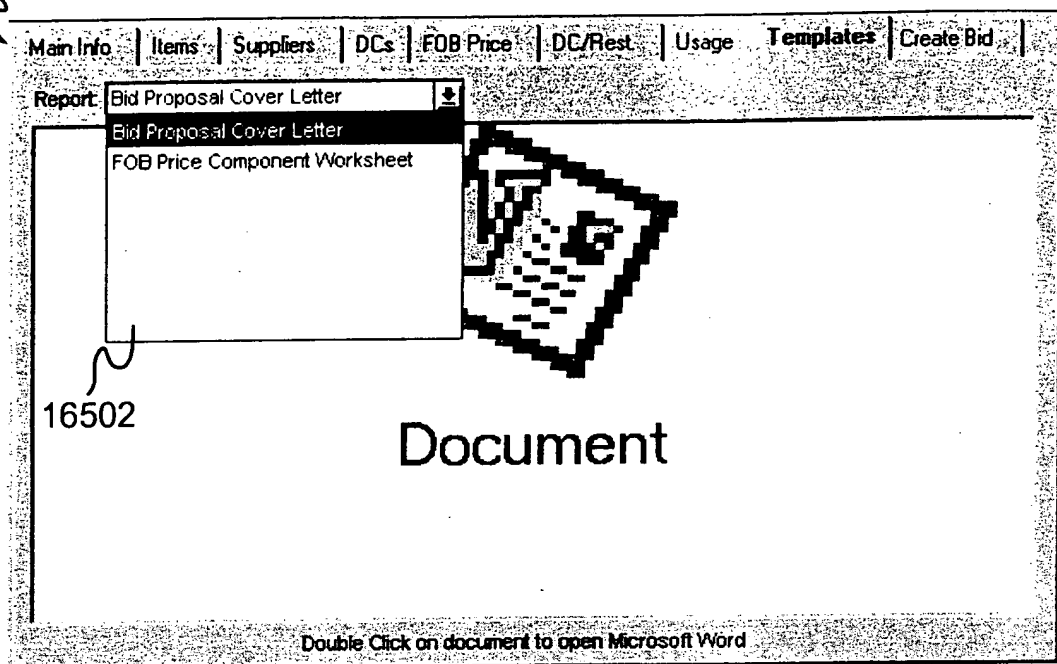 Main Info Items Suppliers DCs FOB Price DC/Rest. Usage Templates Create Bid
Report: Bid Proposal Cover Letter
Bid Proposal Cover Letter
FOB Price Component Worksheet
16502
Document
Double Click on document to open Microsoft Word